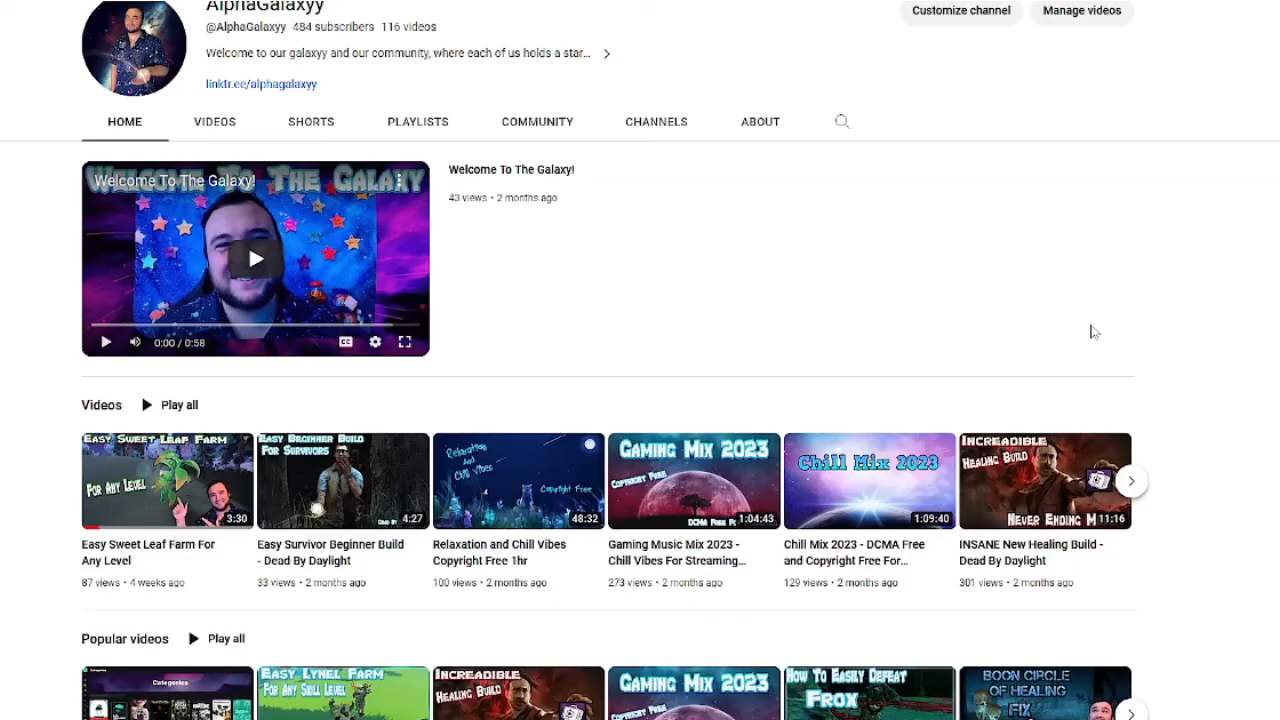 AlphaGalaxyy
Customize channel
Manage videos
@AlphaGalaxyy 484 subscribers 116 videos
Welcome to our galaxy and our community, where each of us holds a star...
linktr.ee/alphagalaxyy
HOME VIDEOS SHORTS PLAYLISTS COMMUNITY CHANNELS ABOUT
WELCOME TO THE GALAXY
Welcome To The Galaxy!
0:00 / 0:58
CC
Welcome To The Galaxy!
43 views • 2 months ago
Videos Play all
EASY SWEET LEAF FARM
FOR ANY LEVEL
3:30
Easy Sweet Leaf Farm For
Any Level
87 views • 4 weeks ago
EASY BEGINNER BUILD
FOR SURVIVORS
4:27
Easy Survivor Beginner Build
- Dead By Daylight
33 views • 2 months ago
Relaxation
And
Chill Vibes
Copyright Free
48:32
Relaxation and Chill Vibes
Copyright Free 1hr
100 views • 2 months ago
GAMING MIX 2023
COPYRIGHT FREE
DCMA FREE
1:04:43
Gaming Music Mix 2023 -
Chill Vibes For Streaming...
273 views • 2 months ago
Chill Mix 2023
1:09:40
Chill Mix 2023 - DCMA Free
and Copyright Free For...
129 views • 2 months ago
INCREADIBLE
HEALING BUILD
NEVER ENDING M
11:16
INSANE New Healing Build -
Dead By Daylight
301 views • 2 months ago
Popular videos Play all
Categories
EASY LYNEL FARM
FOR ANY SKILL LEVEL
INCREADIBLE
HEALING BUILD
GAMING MIX 2023
HOW TO EASILY DEFEAT
FROX
BOON CIRCLE
OF HEALING
FIX